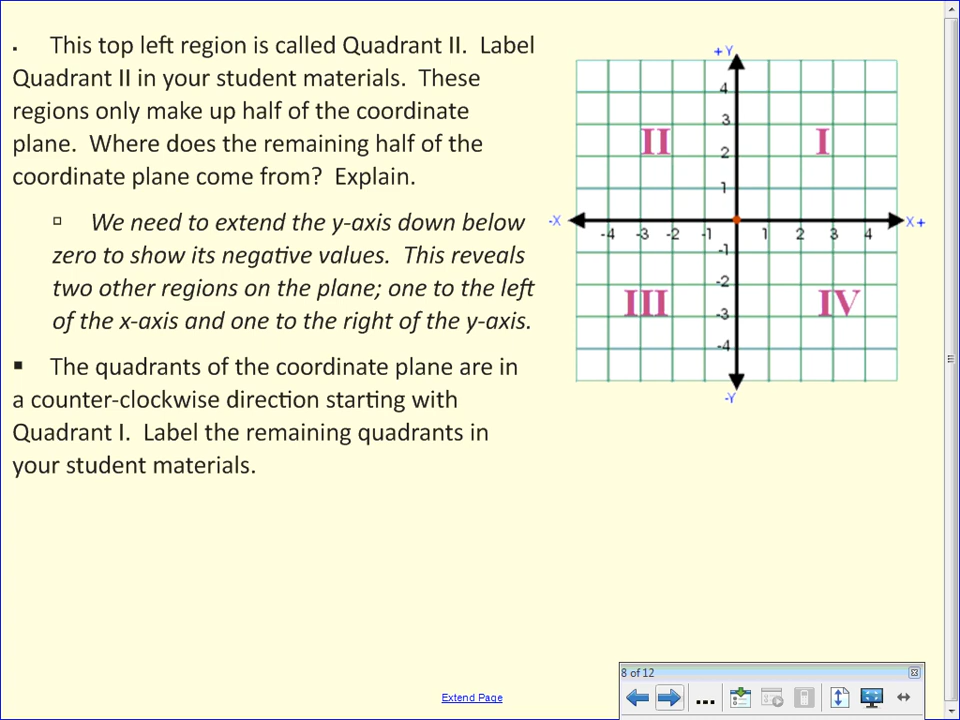 ▪ This top left region is called Quadrant II. Label
Quadrant II in your student materials. These
regions only make up half of the coordinate
plane. Where does the remaining half of the
coordinate plane come from? Explain.
▫ We need to extend the y-axis down below
zero to show its negative values. This reveals
two other regions on the plane; one to the left
of the x-axis and one to the right of the y-axis.
▪ The quadrants of the coordinate plane are in
a counter-clockwise direction starting with
Quadrant I. Label the remaining quadrants in
your student materials.
+Y
4
3
II I
2
1
-X X+
-4 -3 -2 -1 1 2 3 4
-1
-2
III IV
-3
-4
-Y
8 of 12
Extend Page
...